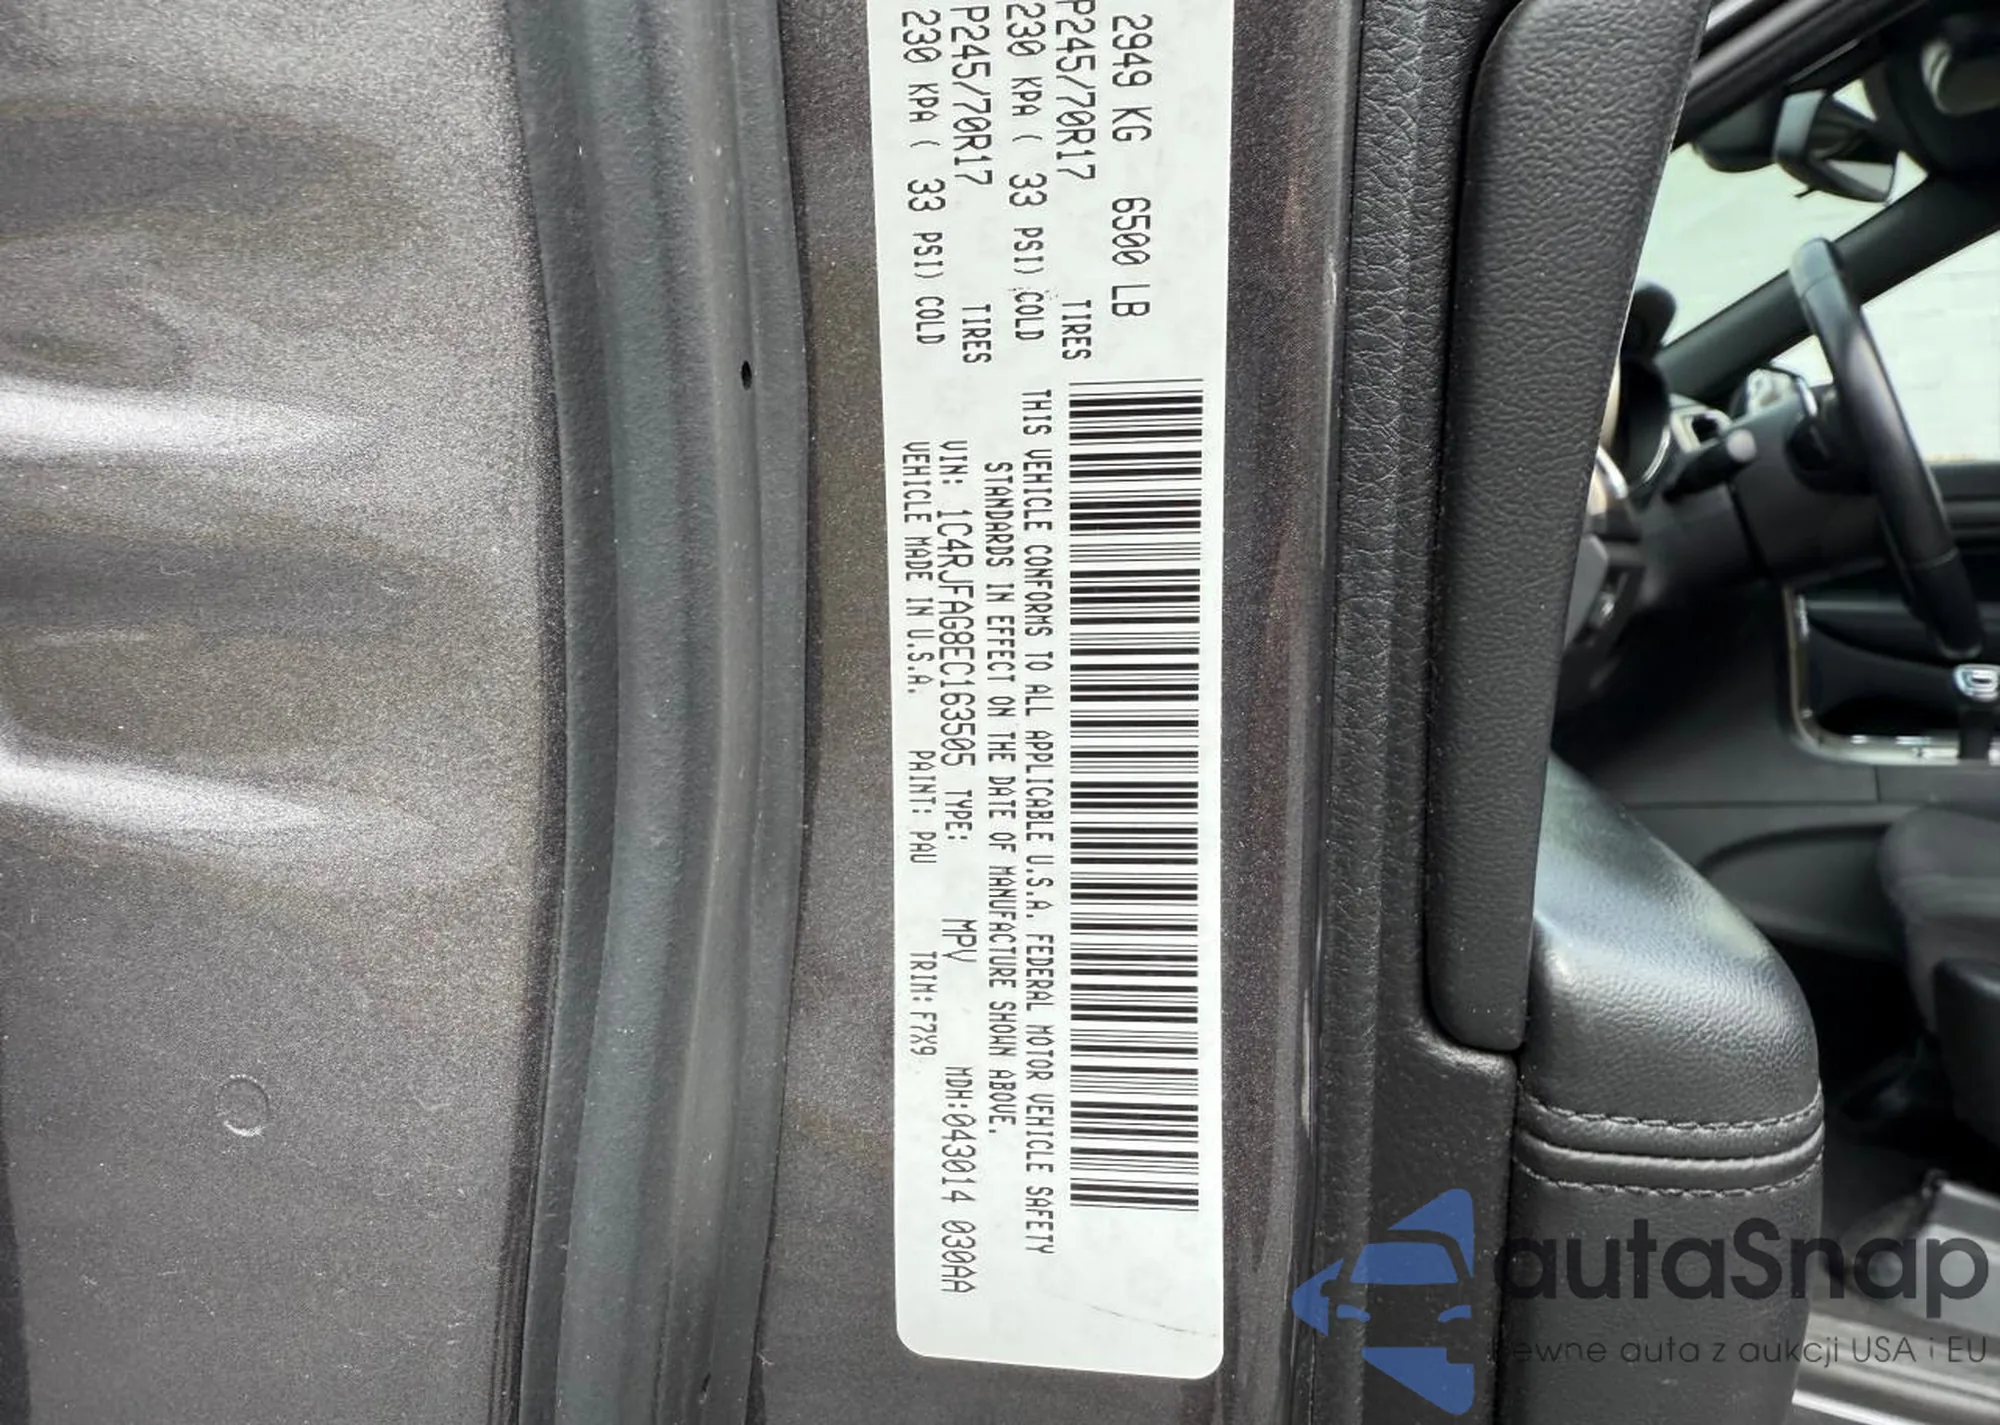 2949 KG 6500 LB
P245/70R17 TIRES
230 KPA ( 33 PSI) COLD
P245/70R17 TIRES
230 KPA ( 33 PSI) COLD
THIS VEHICLE CONFORMS TO ALL APPLICABLE U.S.A. FEDERAL MOTOR VEHICLE SAFETY
STANDARDS IN EFFECT ON THE DATE OF MANUFACTURE SHOWN ABOVE.
VIN: 1C4RJFAG8EC163505 TYPE: MPV MDH:043014 030AA
VEHICLE MADE IN U.S.A. PAINT: PAU TRIM: F7X9
autaSnap
Pewne auta z aukcji USA i EU